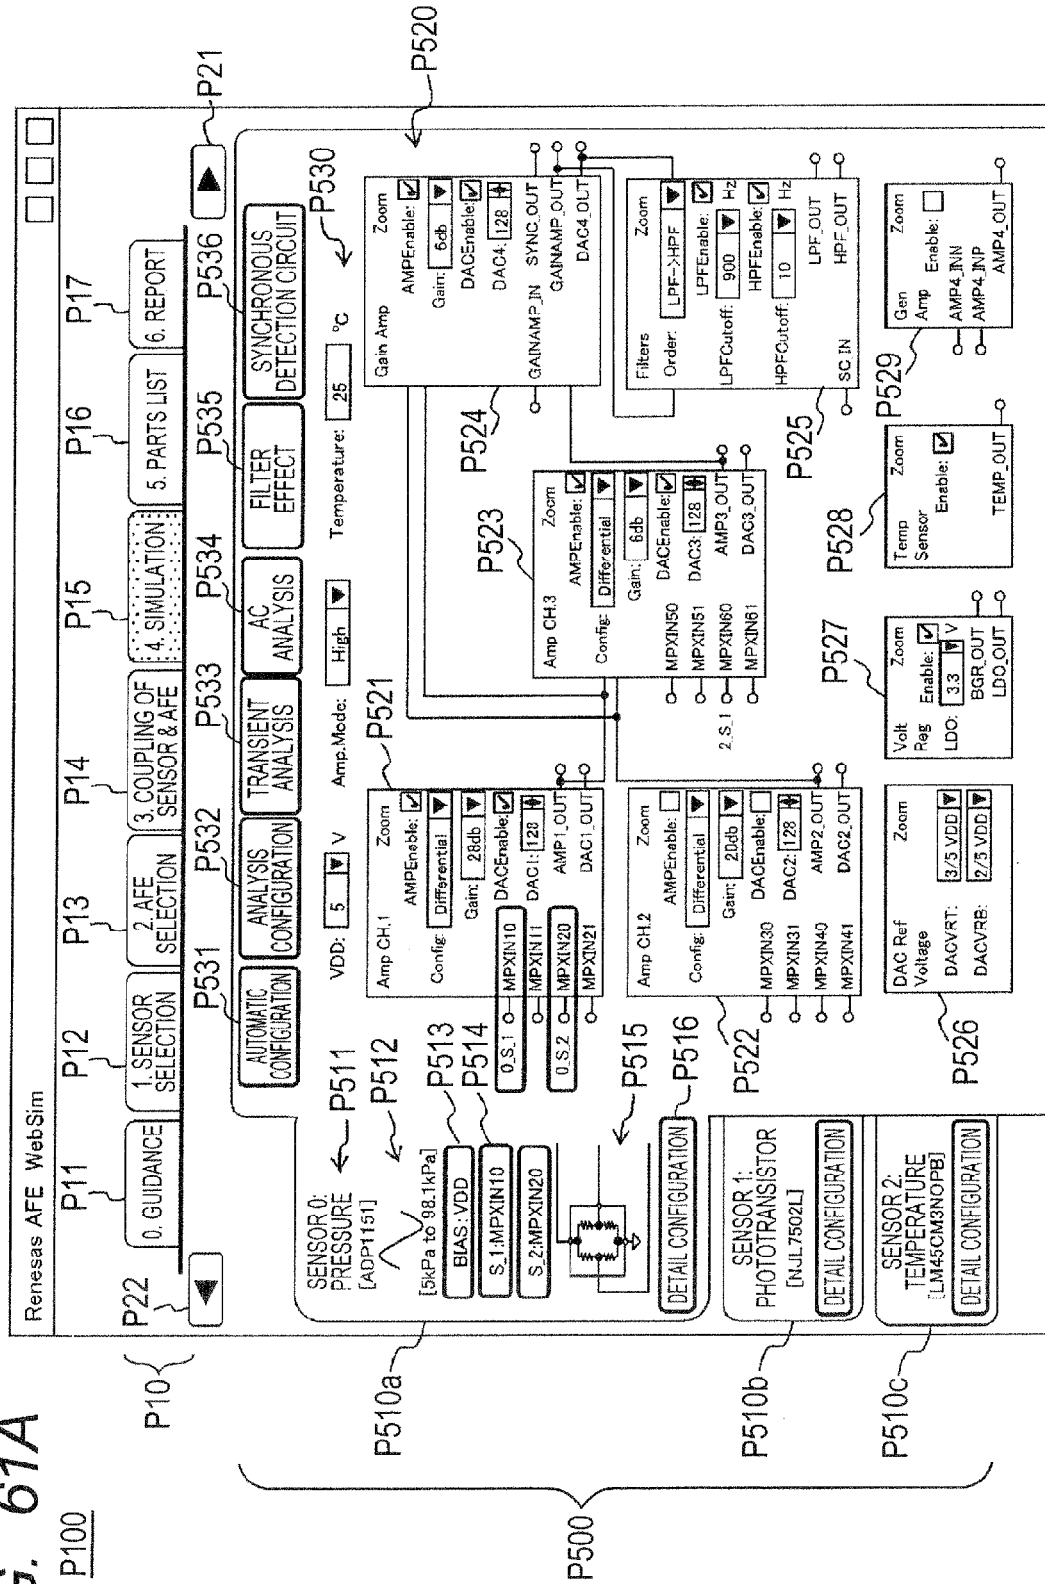 G. 61A
P100
P10
P22
P21
Renesas AFE WebSim
P11
P12
P13
P14
P15
P16
P17
0. GUIDANCE
1. SENSOR
SELECTION
2. AFE
SELECTION
3. COUPLING OF
SENSOR & AFE
4. SIMULATION
5. PARTS LIST
6. REPORT
P531
P532
P533
P534
P535
P536
AUTOMATIC
CONFIGURATION
ANALYSIS
CONFIGURATION
TRANSIENT
ANALYSIS
AC
ANALYSIS
FILTER
EFFECT
SYNCHRONOUS
DETECTION CIRCUIT
P530
VDD: 5 V
Amp.Mode: High
Temperature: 25 °C
P500
P510a
SENSOR 0:
PRESSURE
[ADP1151]
[5kPa to 98.1kPa]
BIAS:VDD
S_1:MPXIN10
S_2:MPXIN20
DETAIL CONFIGURATION
P511
P512
P513
P514
P515
P516
P510b
SENSOR 1:
PHOTOTRANSISTOR
[NJL7502L]
DETAIL CONFIGURATION
P510c
SENSOR 2:
TEMPERATURE
[LM45CM3NOPB]
DETAIL CONFIGURATION
P520
P521
Amp CH.1 Zoom
AMPEnable:
Config: Differential
Gain: 28db
DACEnable:
DAC1: 128
0_S_1 MPXIN10
MPXIN11
0_S_2 MPXIN20
MPXIN21
AMP1_OUT
DAC1_OUT
P522
Amp CH.2 Zoom
AMPEnable:
Config: Differential
Gain: 20db
DACEnable:
DAC2: 128
MPXIN30
MPXIN31
MPXIN40
MPXIN41
AMP2_OUT
DAC2_OUT
P523
Amp CH.3 Zoom
AMPEnable:
Config: Differential
Gain: 6db
DACEnable:
DAC3: 128
MPXIN50
MPXIN51
2_S_1 MPXIN60
MPXIN61
AMP3_OUT
DAC3_OUT
P524
Gain Amp Zoom
AMPEnable:
Gain: 6db
DACEnable:
DAC4: 128
GAINAMP_IN SYNC_OUT
GAINAMP_OUT
DAC4_OUT
P525
Filters Zoom
Order: LPF->HPF
LPFEnable:
LPFCutoff: 900 Hz
HPFEnable:
HPFCutoff: 10 Hz
LPF_OUT
SC IN HPF_OUT
P526
DAC Ref Zoom
Voltage
DACVRT: 3/5 VDD
DACVRB: 2/5 VDD
P527
Volt Zoom
Reg Enable:
LDO: 3.3 V
BGR_OUT
LDO_OUT
P528
Temp Zoom
Sensor
Enable:
TEMP_OUT
P529
Gen Zoom
Amp Enable:
AMP4_INN
AMP4_INP
AMP4_OUT